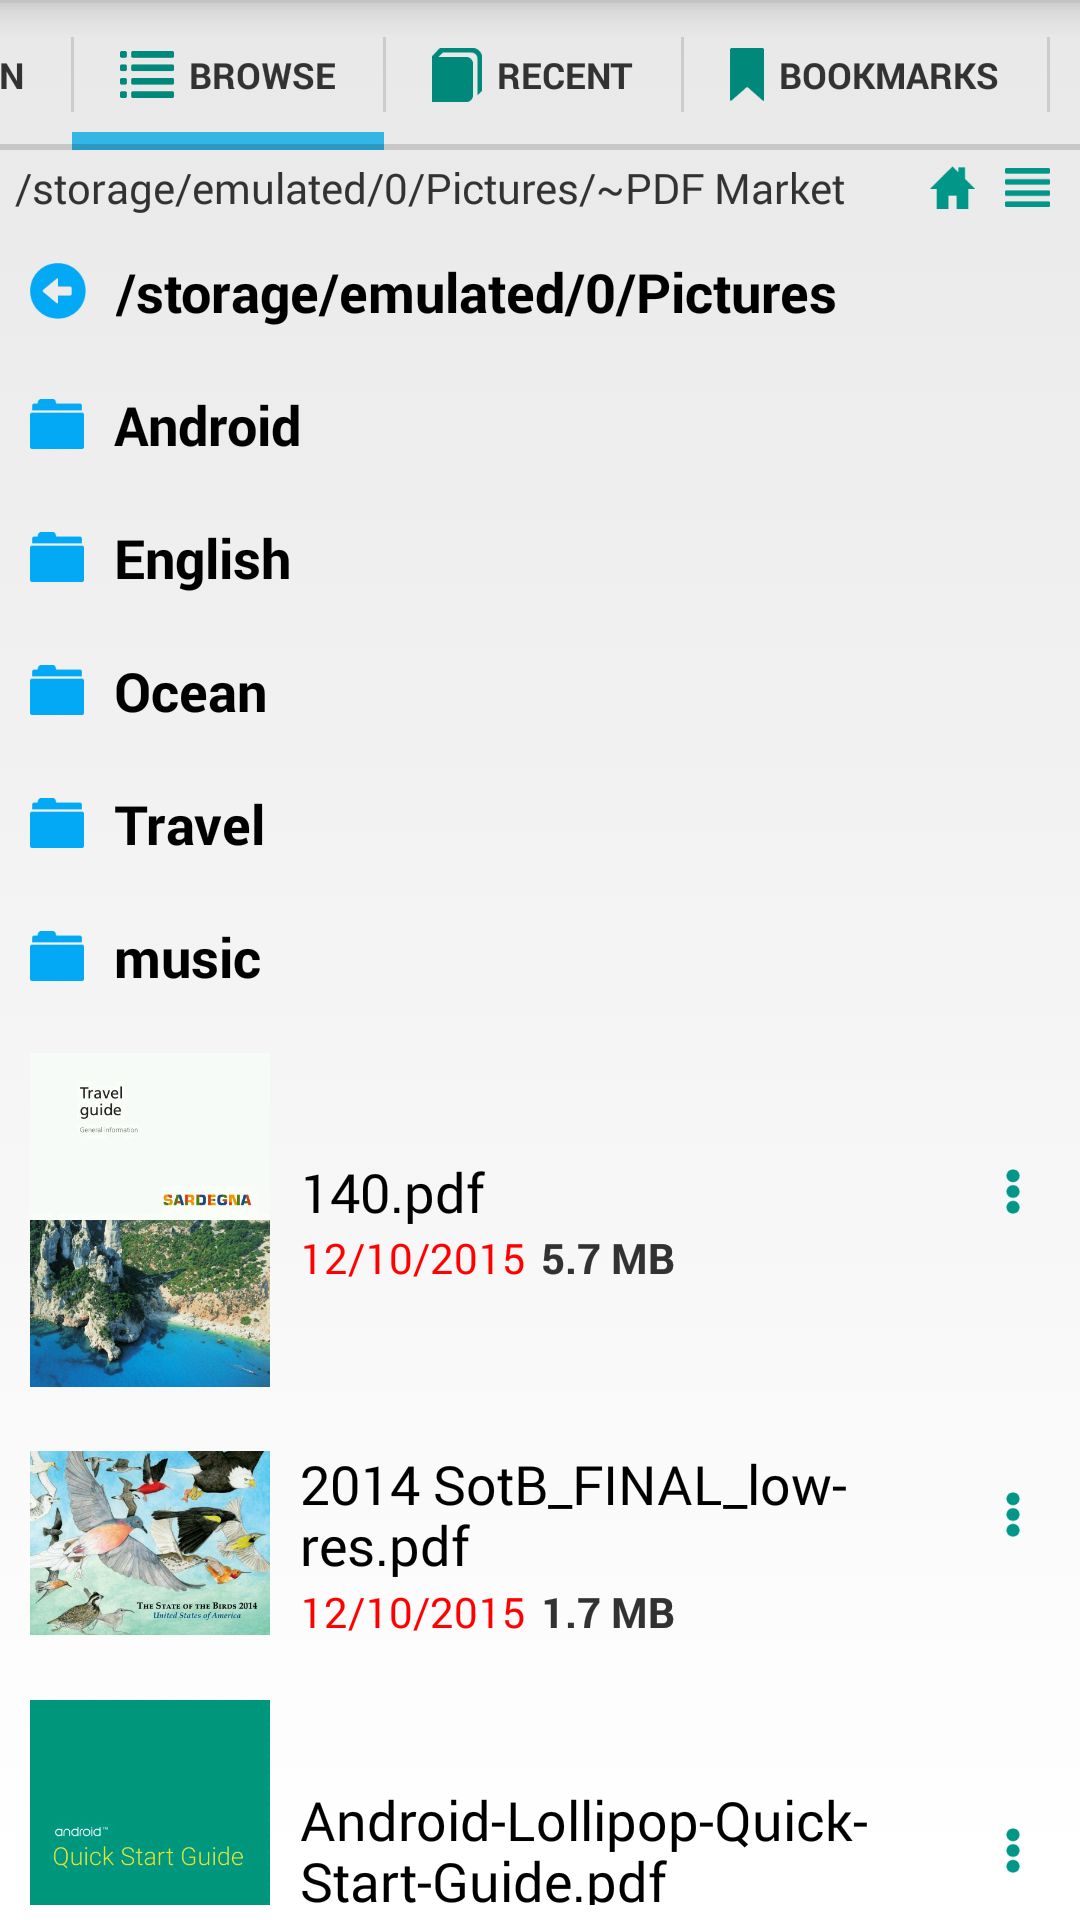 N
BROWSE
RECENT
BOOKMARKS
/storage/emulated/0/Pictures/~PDF Market
/storage/emulated/0/Pictures
Android
English
Ocean
Travel
music
Travel
guide
General information
SARDEGNA
140.pdf
12/10/2015 5.7 MB
2014 SotB_FINAL_low-
res.pdf
12/10/2015 1.7 MB
THE STATE OF THE BIRDS 2014
United States of America
android™
Quick Start Guide
Android-Lollipop-Quick-
Start-Guide.pdf